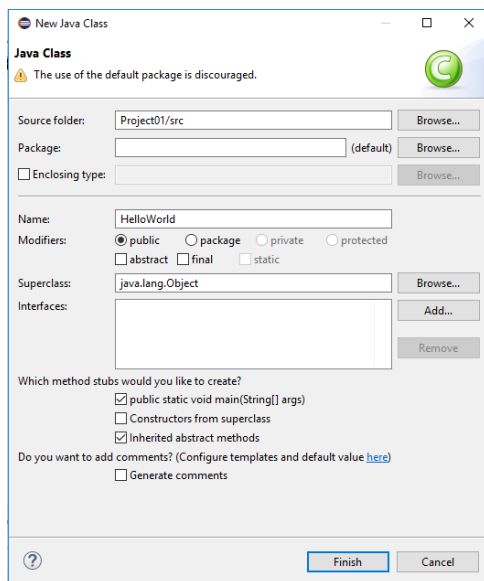 New Java Class
Java Class
The use of the default package is discouraged.
Source folder: Project01/src Browse...
Package: (default) Browse...
Enclosing type: Browse...
Name: HelloWorld
Modifiers: public package private protected
abstract final static
Superclass: java.lang.Object Browse...
Interfaces: Add...
Remove
Which method stubs would you like to create?
public static void main(String[] args)
Constructors from superclass
Inherited abstract methods
Do you want to add comments? (Configure templates and default value here)
Generate comments
? Finish Cancel